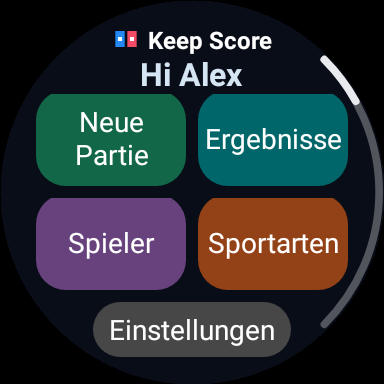 Keep Score
Hi Alex
Neue
Partie
Ergebnisse
Spieler
Sportarten
Einstellungen